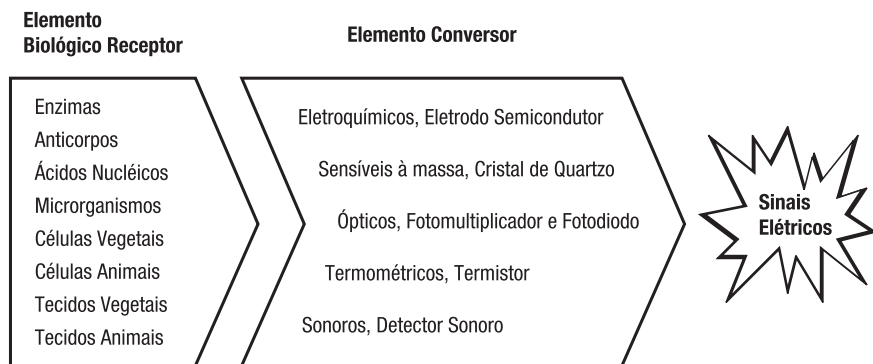 Elemento
Biológico Receptor
Elemento Conversor
Enzimas
Anticorpos
Ácidos Nucléicos
Microrganismos
Células Vegetais
Células Animais
Tecidos Vegetais
Tecidos Animais
Eletroquímicos, Eletrodo Semicondutor
Sensíveis à massa, Cristal de Quartzo
Ópticos, Fotomultiplicador e Fotodiodo
Termométricos, Termistor
Sonoros, Detector Sonoro
Sinais
Elétricos